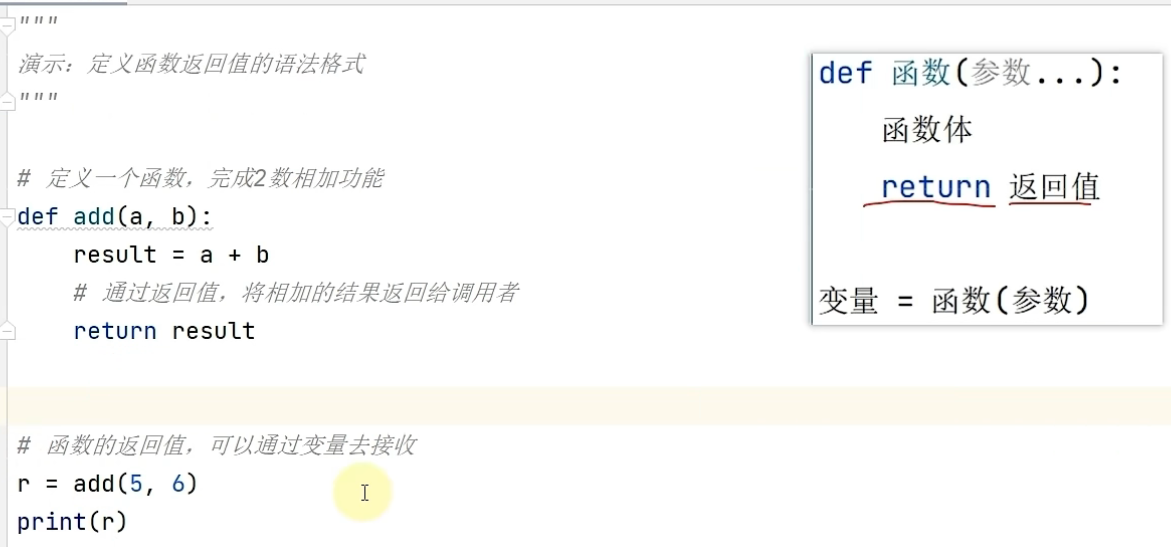 """
演示：定义函数返回值的语法格式
"""
# 定义一个函数，完成2数相加功能
def add(a, b):
    result = a + b
    # 通过返回值，将相加的结果返回给调用者
    return result
# 函数的返回值，可以通过变量去接收
r = add(5, 6)
print(r)
def 函数(参数...):
    函数体
    return 返回值
变量 = 函数(参数)